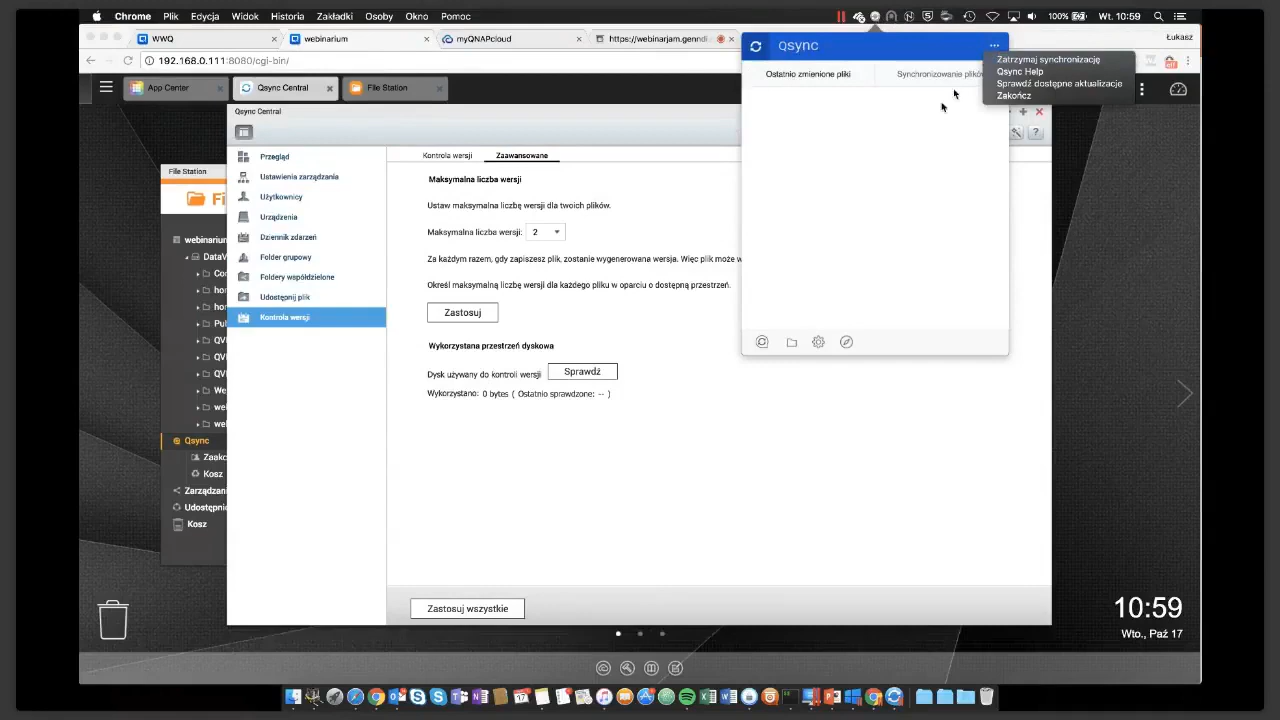 Chrome Plik Edycja Widok Historia Zakładki Osoby Okno Pomoc
100% Wt. 10:59
WWQ
webinarium
myQNAPcloud
https://webinarjam.genndi
Łukasz
192.168.0.111:8080/cgi-bin/
App Center
Qsync Central
File Station
Qsync
Ostatnio zmienione pliki
Synchronizowanie plików
Zatrzymaj synchronizację
Qsync Help
Sprawdź dostępne aktualizacje
Zakończ
Qsync Central
File Station
webinarium
DataV
Qsync
Kosz
Zarządzani
Udostępnio
Kosz
Przegląd
Ustawienia zarządzania
Użytkownicy
Urządzenia
Dziennik zdarzeń
Folder grupowy
Foldery współdzielone
Udostępnij plik
Kontrola wersji
Kontrola wersji
Zaawansowane
Maksymalna liczba wersji
Ustaw maksymalną liczbę wersji dla twoich plików.
Maksymalna liczba wersji: 2
Za każdym razem, gdy zapiszesz plik, zostanie wygenerowana wersja. Więc plik może w
Określ maksymalną liczbę wersji dla każdego pliku w oparciu o dostępną przestrzeń.
Zastosuj
Wykorzystana przestrzeń dyskowa
Dysk używany do kontroli wersji Sprawdź
Wykorzystano: 0 bytes ( Ostatnio sprawdzone: -- )
Zastosuj wszystkie
10:59
Wto., Paź 17